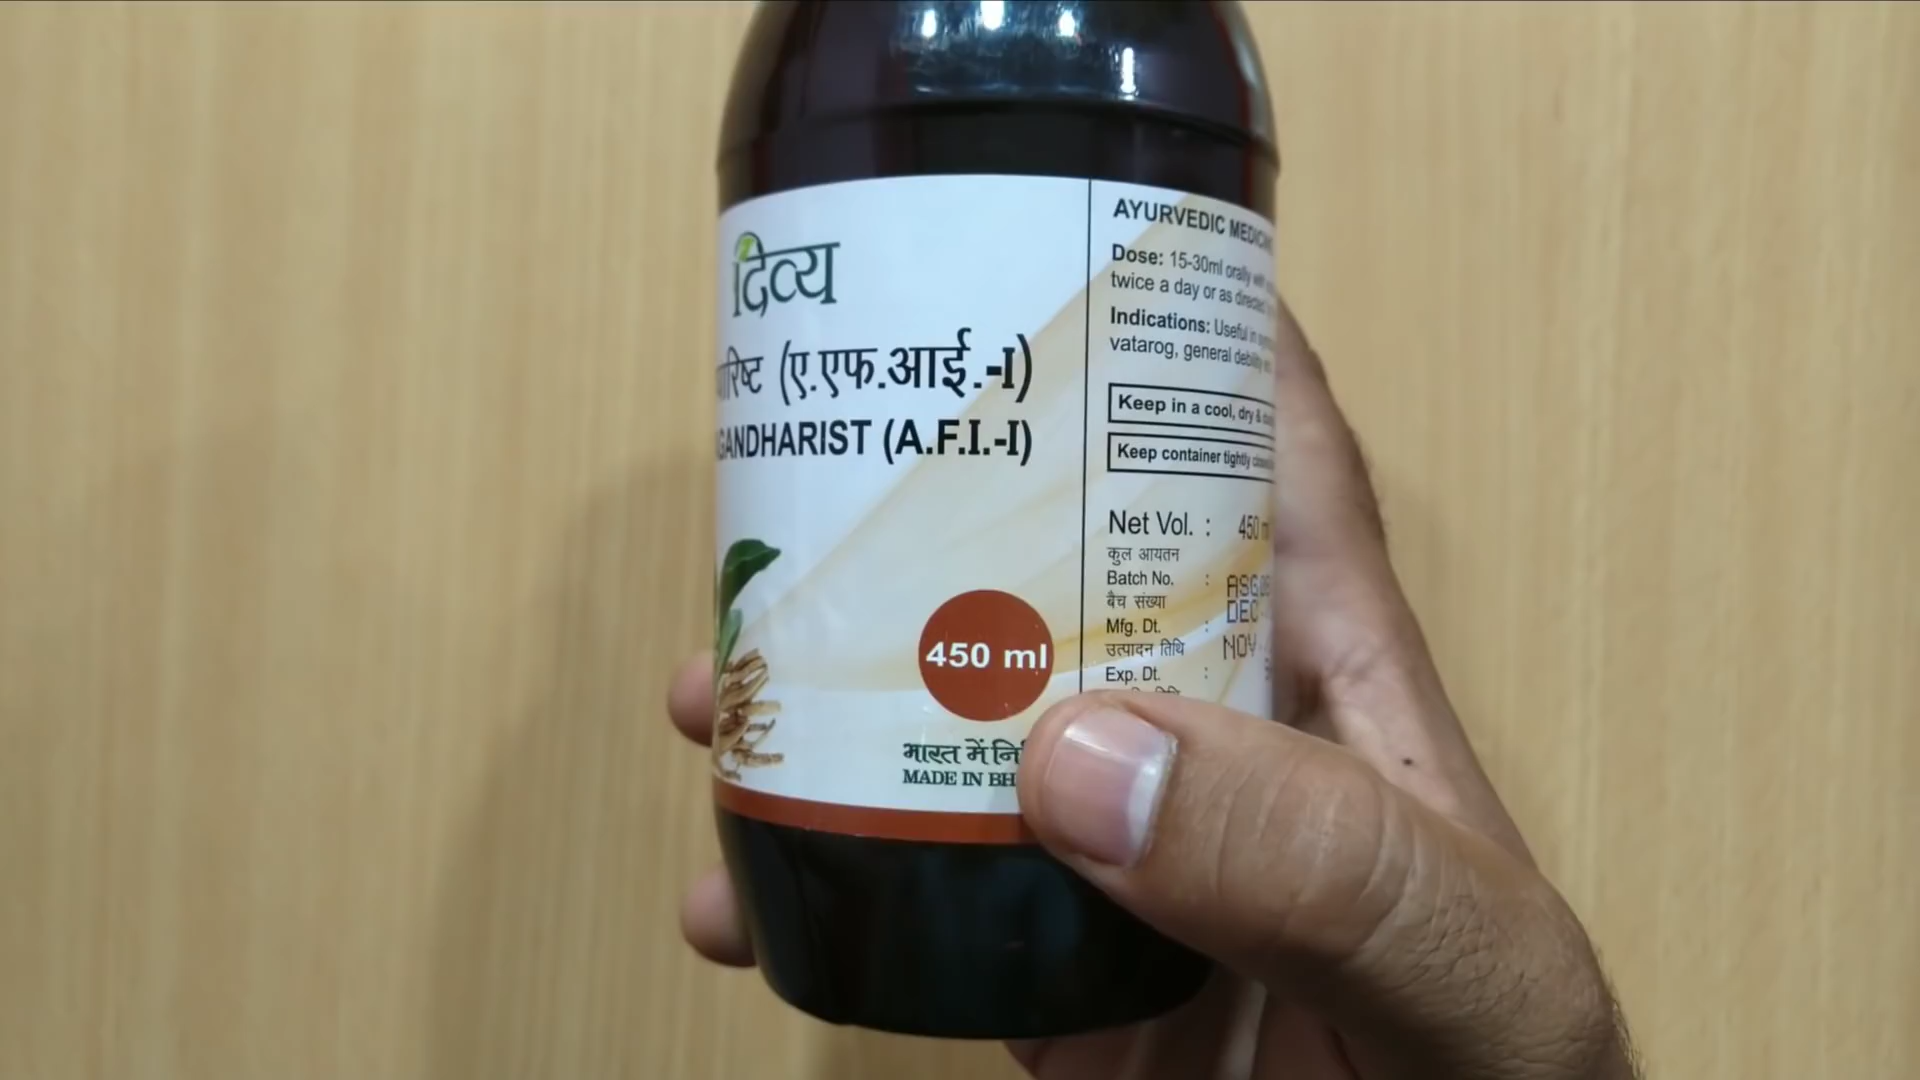 दिव्य
(ए.एफ.आई.-I)
GANDHARIST (A.F.I.-I)
450 ml
भारत में
MADE IN
AYURVEDIC
Dose: 15-30ml orally
twice a day or as directed
Indications: Useful in
vatarog, general debility
Keep in a cool, dry &
Keep container tightly
Net Vol. : 450
कुल आयतन
Batch No. :
बैच संख्या
Mfg. Dt. : DEC
उत्पादन तिथि
Exp. Dt. : NOV